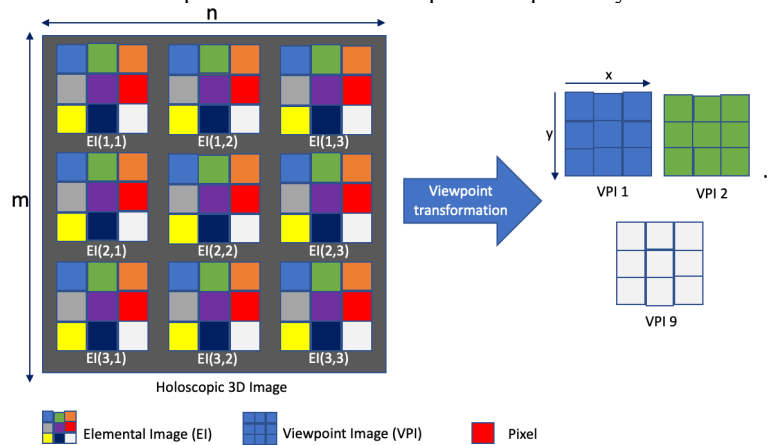 n
m
EI(1,1) EI(1,2) EI(1,3)
EI(2,1) EI(2,2) EI(2,3)
EI(3,1) EI(3,2) EI(3,3)
Holoscopic 3D Image
Viewpoint
transformation
x
y
VPI 1 VPI 2
VPI 9
Elemental Image (EI) Viewpoint Image (VPI) Pixel